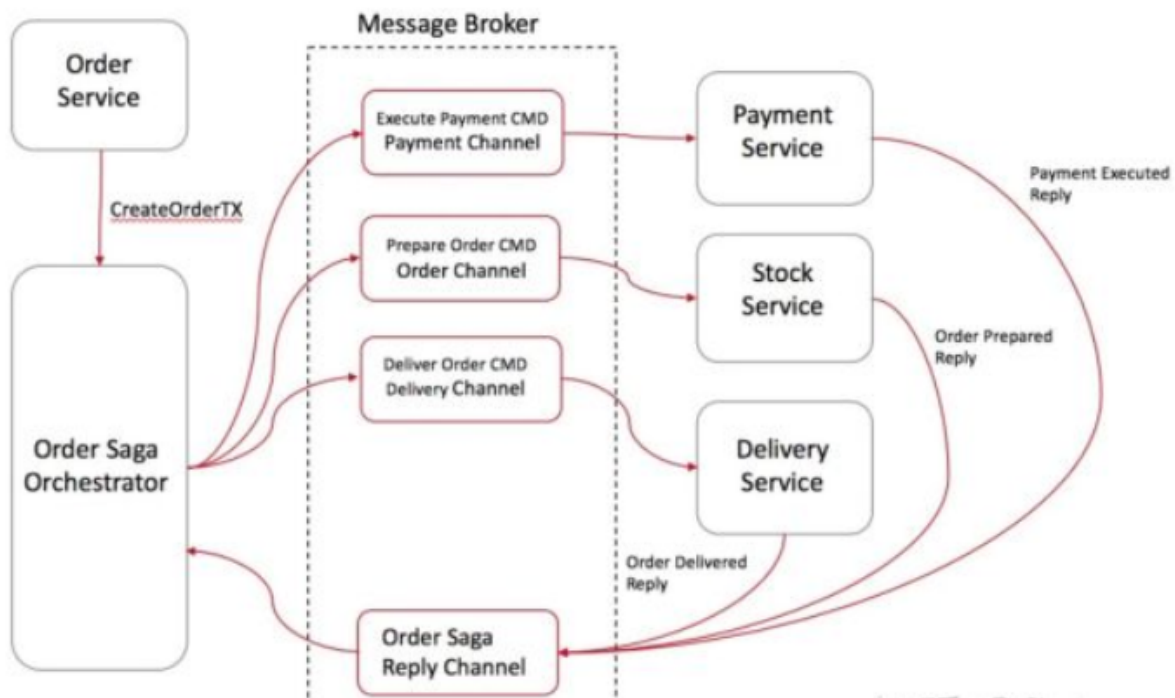 Message Broker
Order
Service
Execute Payment CMD
Payment Channel
Payment
Service
Payment Executed
Reply
CreateOrderTX
Prepare Order CMD
Order Channel
Stock
Service
Order Prepared
Reply
Deliver Order CMD
Delivery Channel
Order Saga
Orchestrator
Delivery
Service
Order Delivered
Reply
Order Saga
Reply Channel